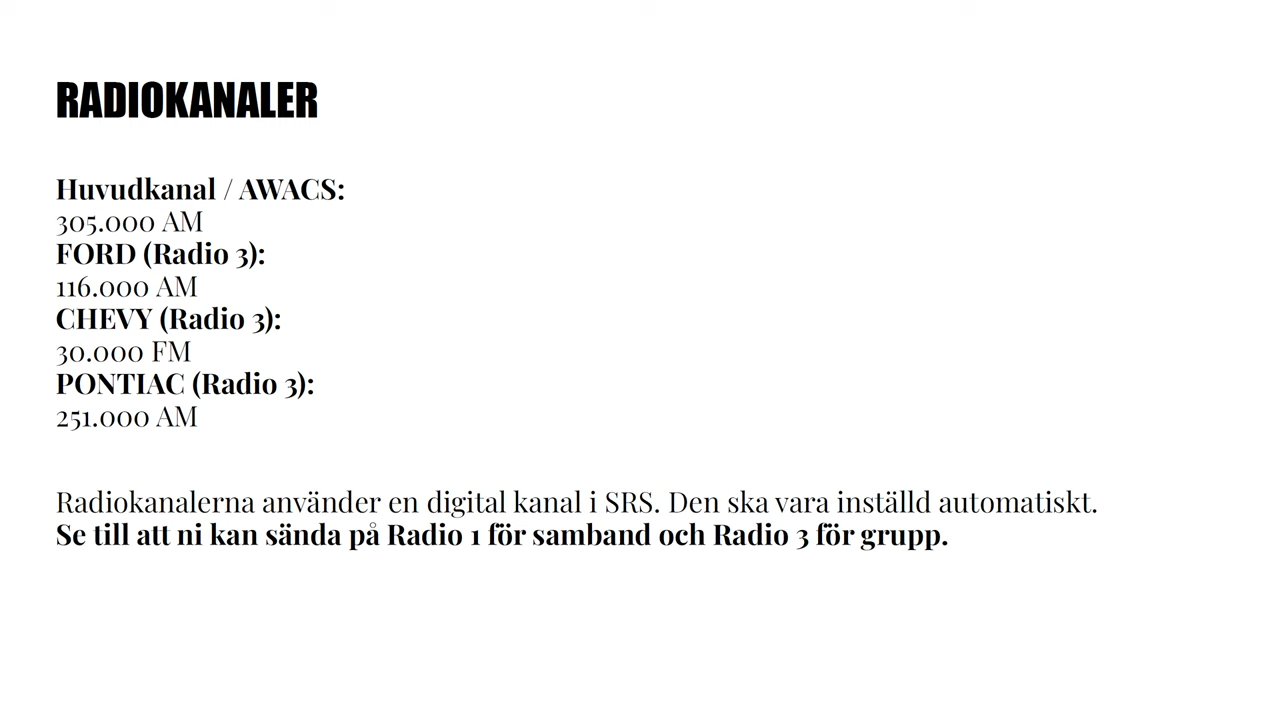 RADIOKANALER
Huvudkanal / AWACS:
305.000 AM
FORD (Radio 3):
116.000 AM
CHEVY (Radio 3):
30.000 FM
PONTIAC (Radio 3):
251.000 AM
Radiokanalerna använder en digital kanal i SRS. Den ska vara inställd automatiskt.
Se till att ni kan sända på Radio 1 för samband och Radio 3 för grupp.